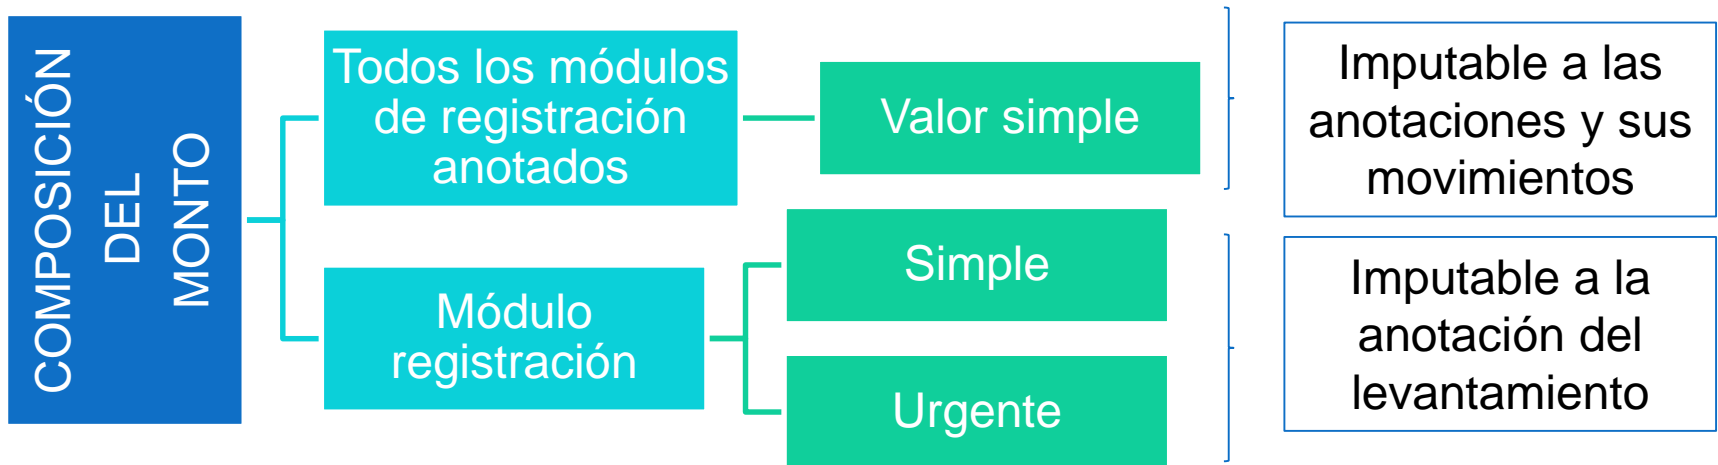 COMPOSICIÓN
DEL
MONTO
Todos los módulos
de registración
anotados
Valor simple
Imputable a las
anotaciones y sus
movimientos
Módulo
registración
Simple
Urgente
Imputable a la
anotación del
levantamiento